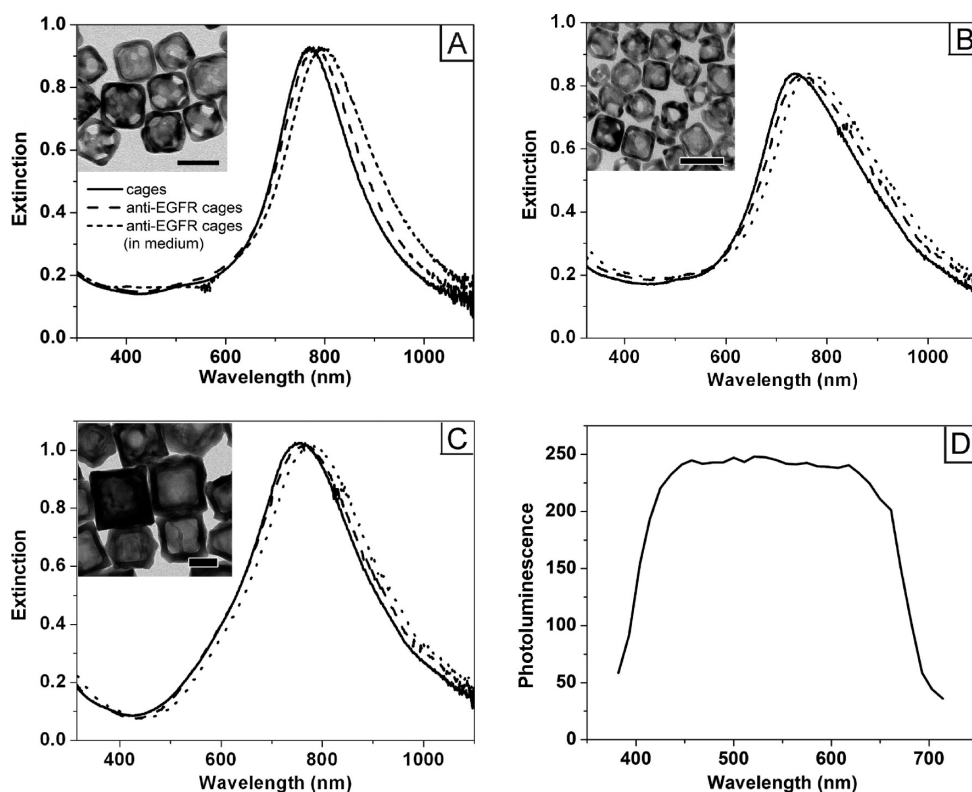 A
1.0
0.8
0.6
0.4
0.2
0.0
Extinction
cages
anti-EGFR cages
anti-EGFR cages
(in medium)
400
600
800
1000
Wavelength (nm)
B
1.0
0.8
0.6
0.4
0.2
0.0
Extinction
400
600
800
1000
Wavelength (nm)
C
1.0
0.8
0.6
0.4
0.2
0.0
Extinction
400
600
800
1000
Wavelength (nm)
D
250
200
150
100
50
0
Photoluminescence
400
500
600
700
Wavelength (nm)